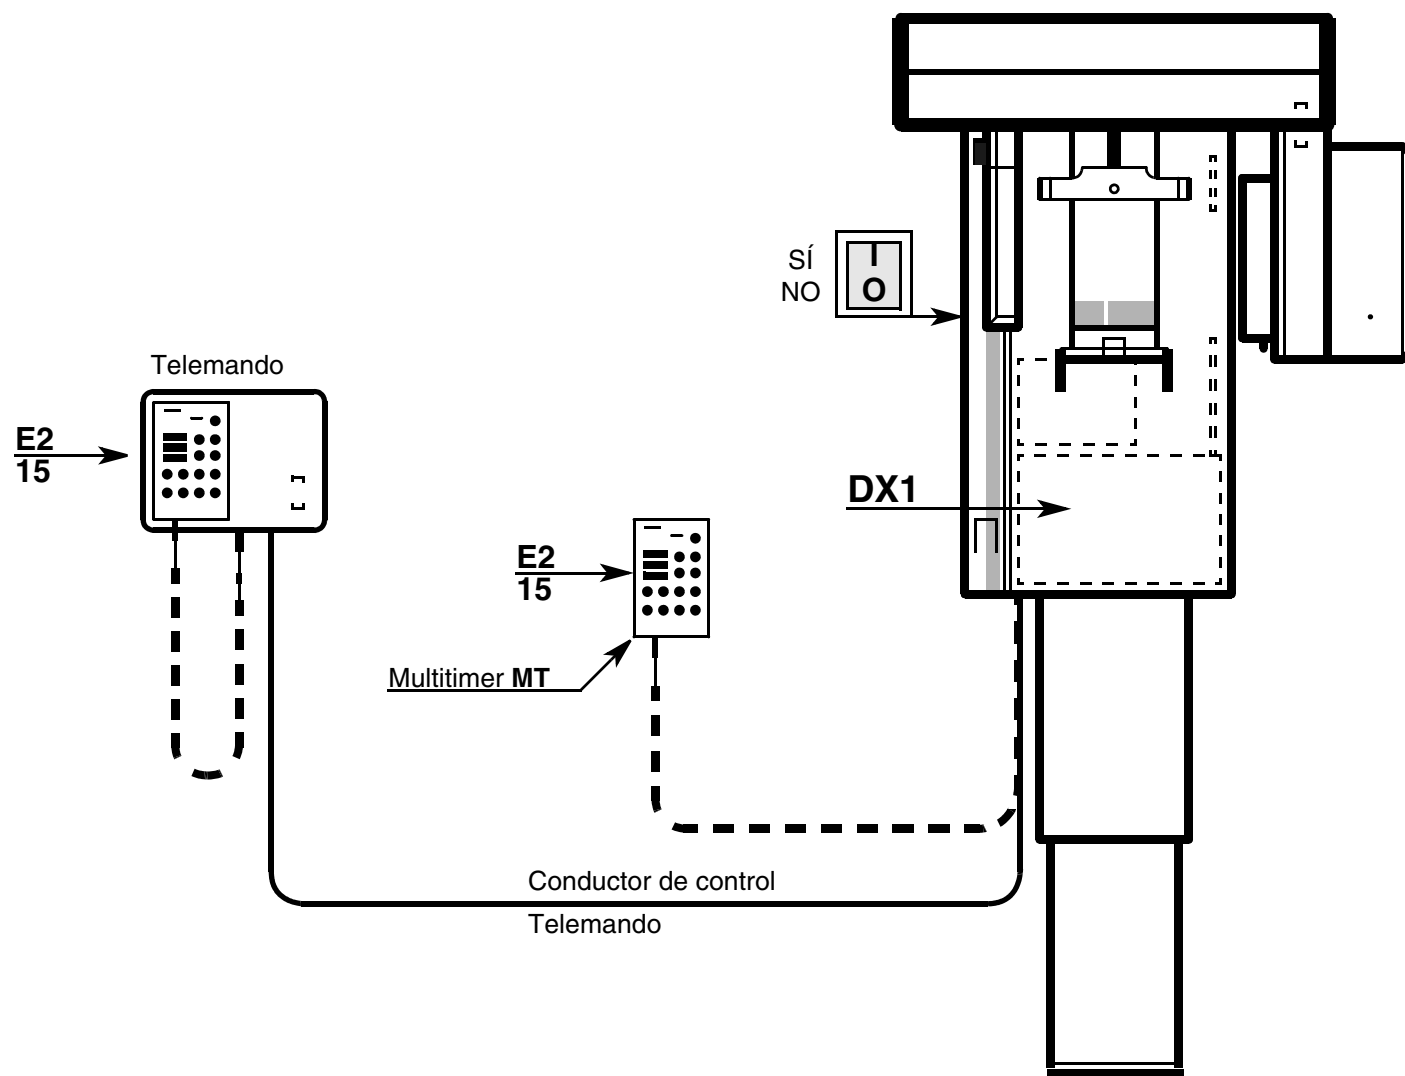 SÍ
NO
I
O
Telemando
E2
15
DX1
E2
15
Multitimer MT
Conductor de control
Telemando